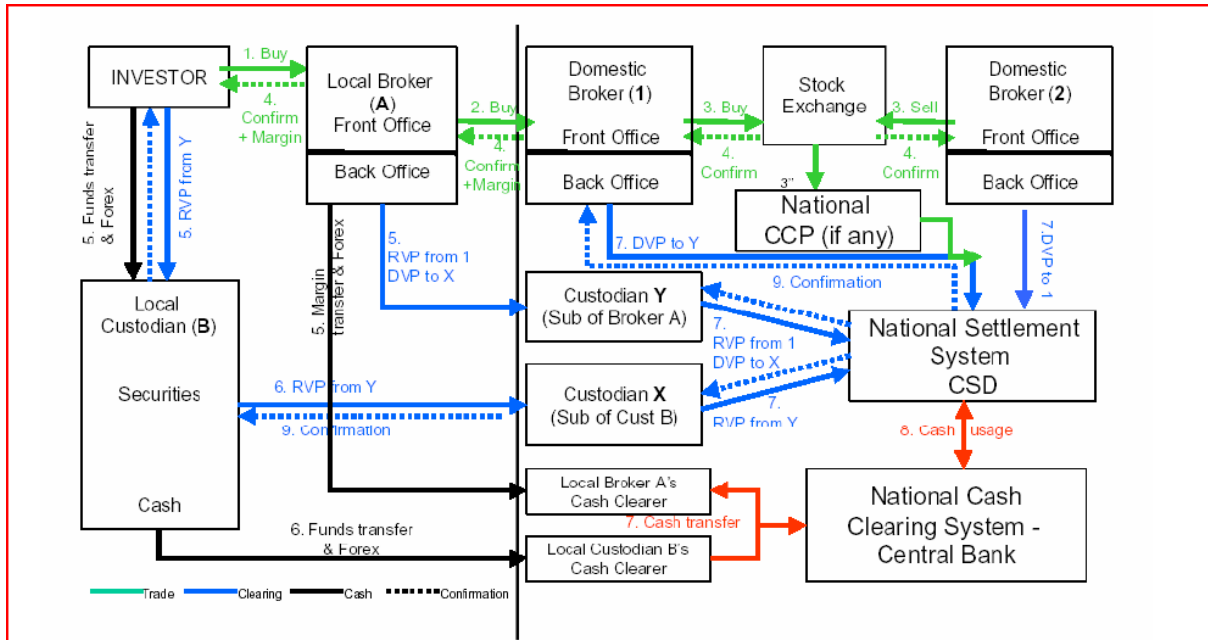 1. Buy
INVESTOR
4.
Confirm
+ Margin
Local Broker
(A)
Front Office
Back Office
2. Buy
4.
Confirm
+Margin
Domestic
Broker (1)
Front Office
Back Office
3. Buy
4.
Confirm
Stock
Exchange
3. Sell
4.
Confirm
Domestic
Broker (2)
Front Office
Back Office
3"
National
CCP (if any)
5. Funds transfer
& Forex
5. RVP from Y
5.
RVP from 1
DVP to X
5. Margin
transfer & Forex
7. DVP to Y
9. Confirmation
7.DVP to 1
Local
Custodian (B)
Securities
Cash
Custodian Y
(Sub of Broker A)
7.
RVP from 1
DVP to X
National Settlement
System
CSD
6. RVP from Y
9. Confirmation
Custodian X
(Sub of Cust B)
7.
RVP from Y
8. Cash usage
Local Broker A's
Cash Clearer
7. Cash transfer
6. Funds transfer
& Forex
Local Custodian B's
Cash Clearer
National Cash
Clearing System -
Central Bank
Trade
Clearing
Cash
Confirmation